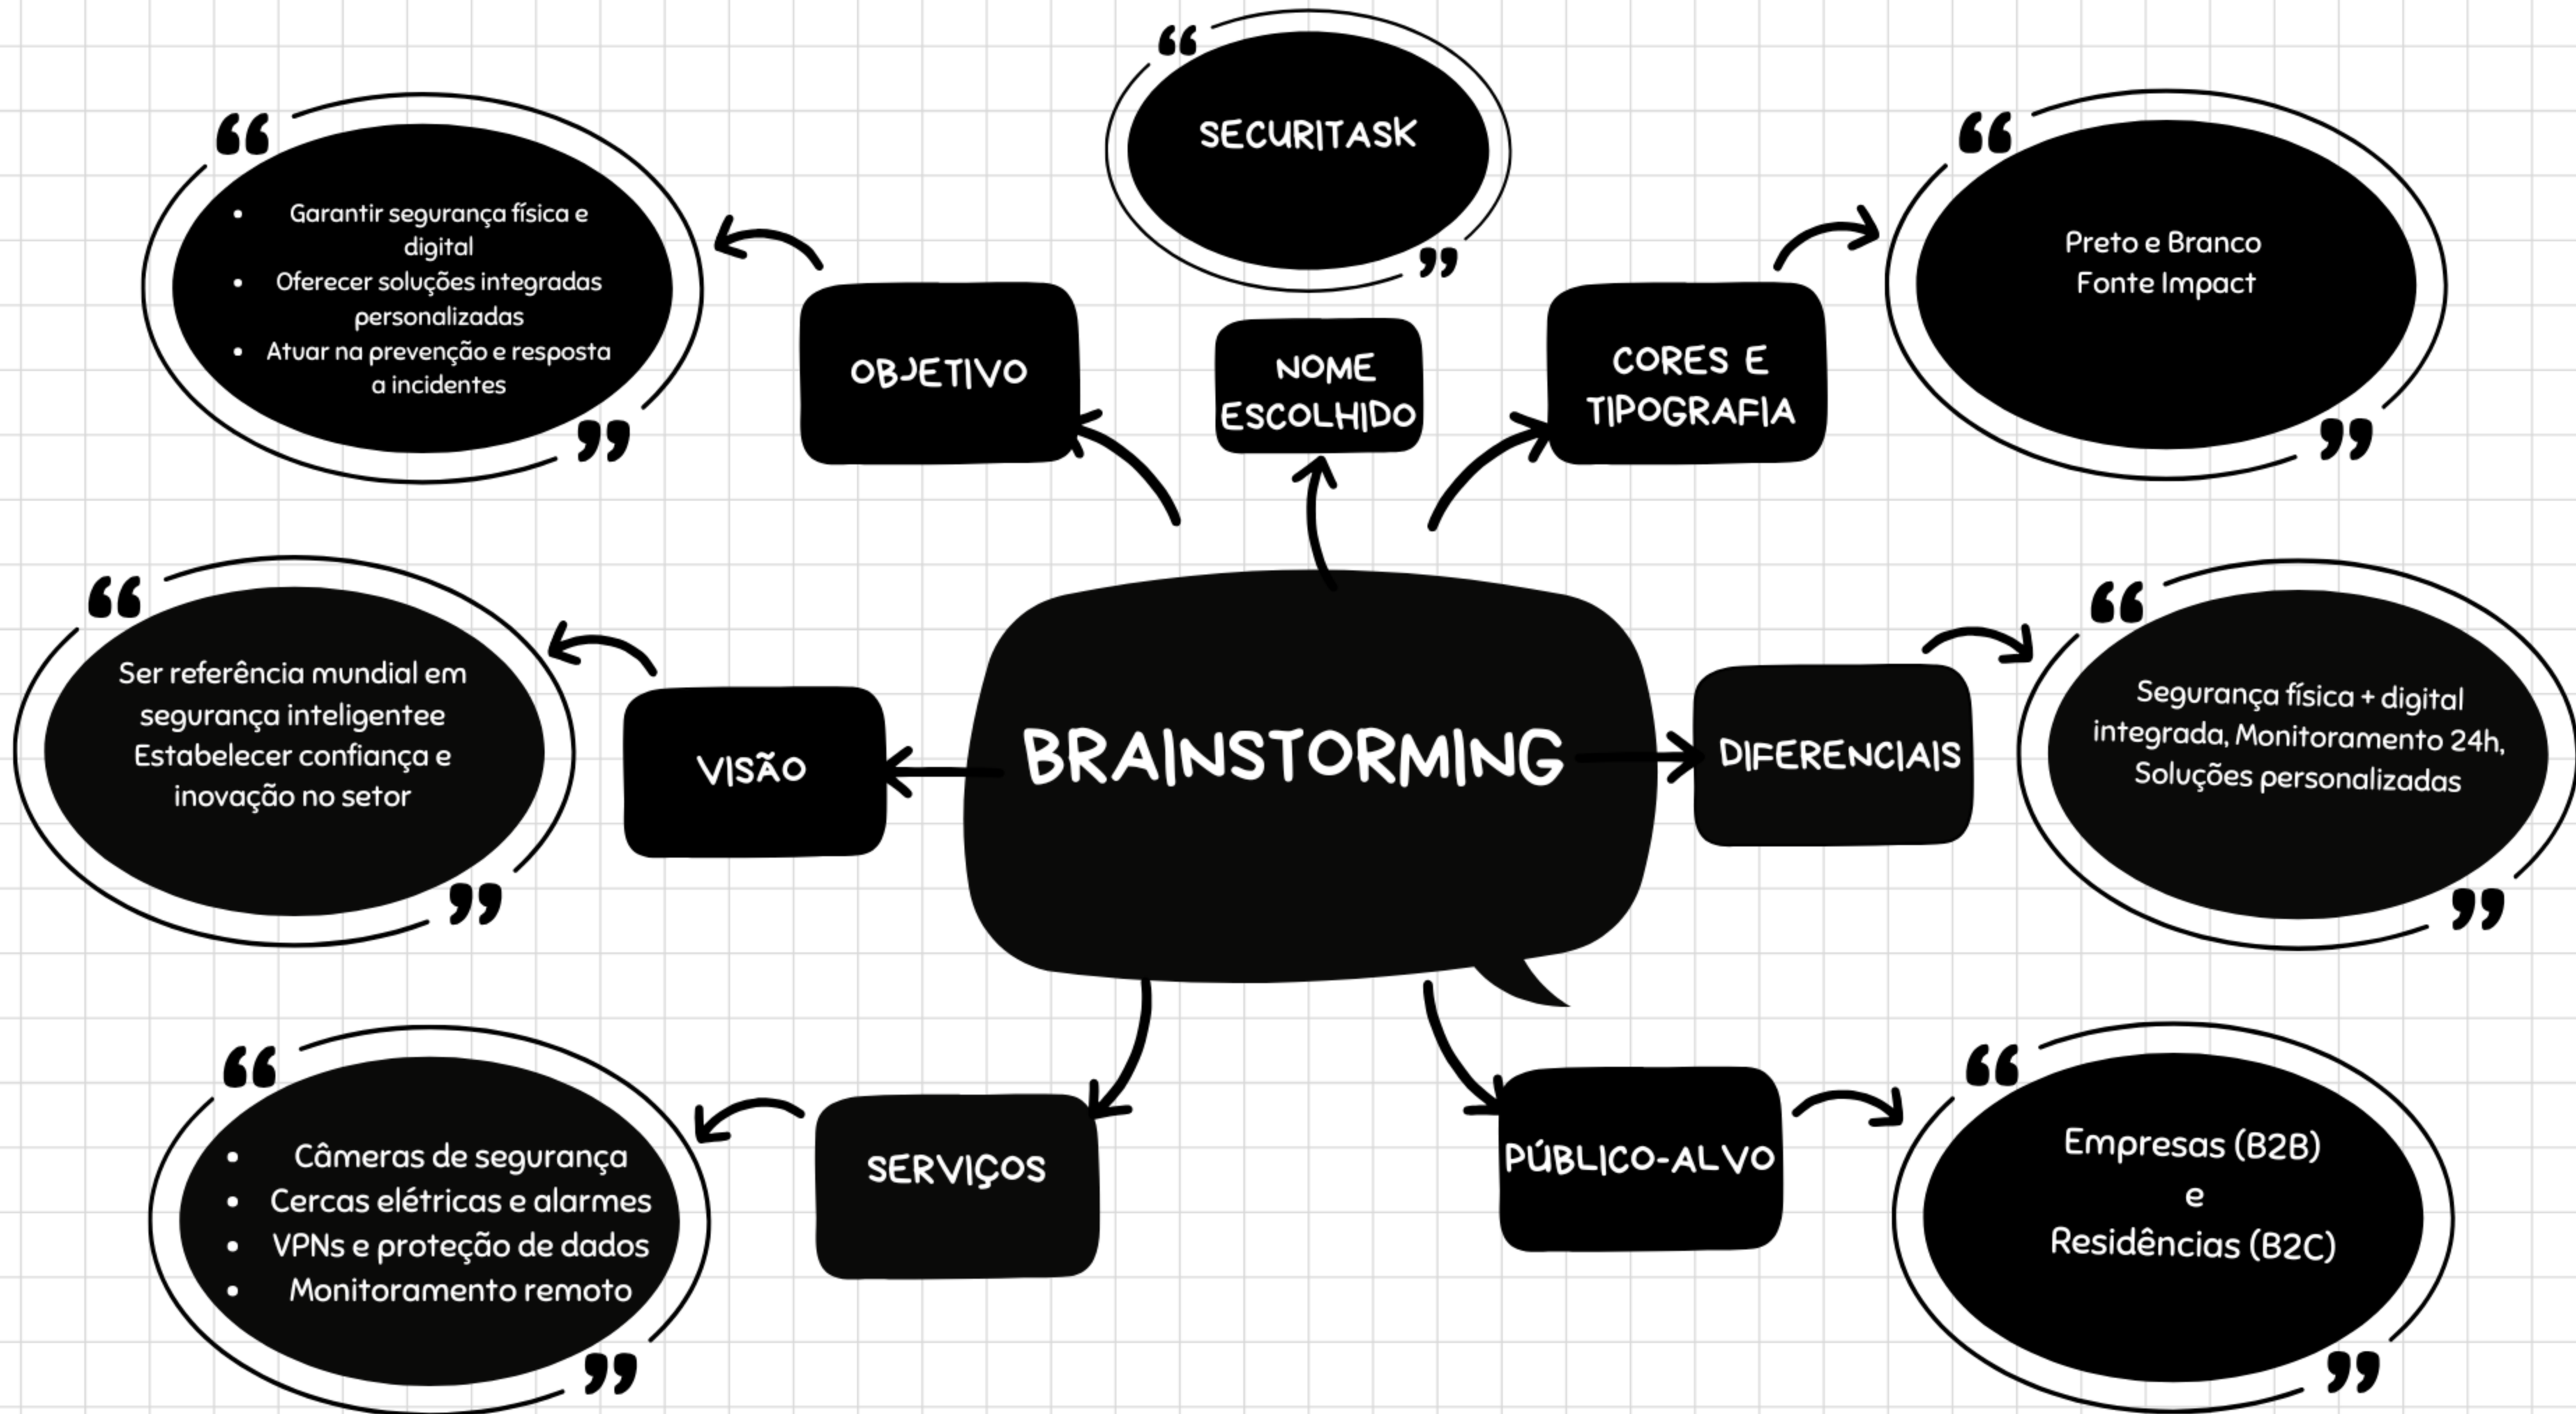 SECURITASK
• Garantir segurança física e
digital
• Oferecer soluções integradas
personalizadas
• Atuar na prevenção e resposta
a incidentes
OBJETIVO
NOME
ESCOLHIDO
CORES E
TIPOGRAFIA
Preto e Branco
Fonte Impact
Ser referência mundial em
segurança inteligentee
Estabelecer confiança e
inovação no setor
VISÃO
BRAINSTORMING
DIFERENCIAIS
Segurança física + digital
integrada, Monitoramento 24h,
Soluções personalizadas
• Câmeras de segurança
• Cercas elétricas e alarmes
• VPNs e proteção de dados
• Monitoramento remoto
SERVIÇOS
PÚBLICO-ALVO
Empresas (B2B)
e
Residências (B2C)